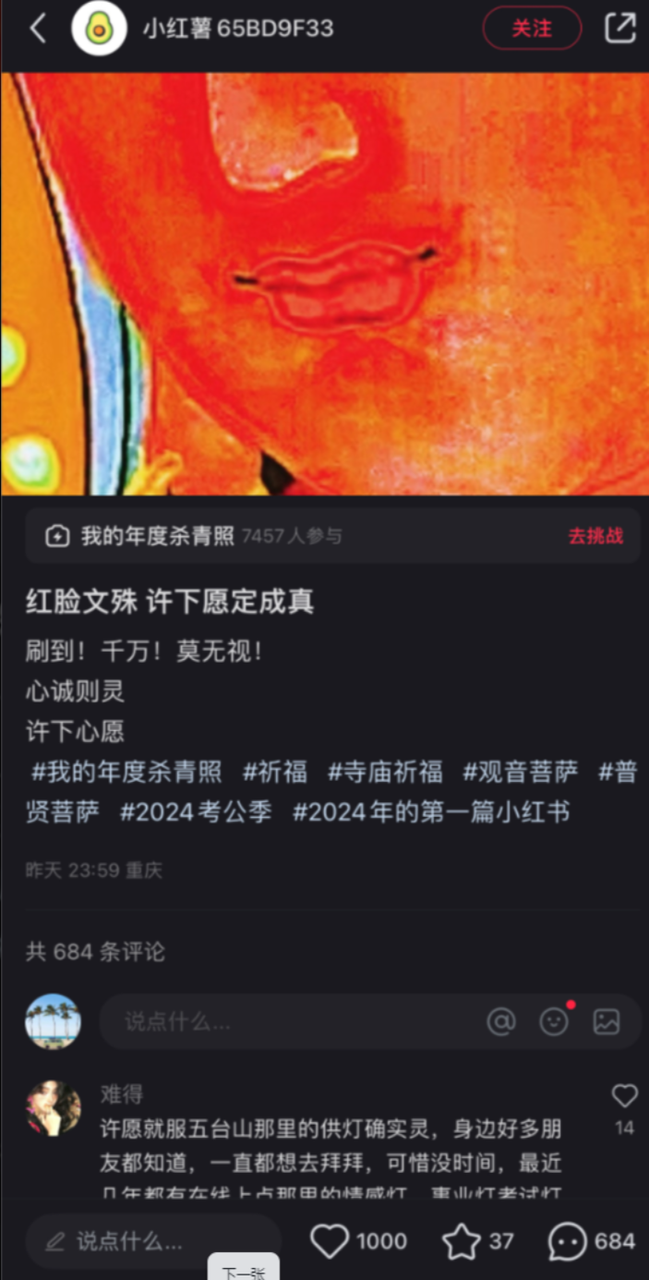 小红薯65BD9F33
关注
我的年度杀青照 7457人参与
去挑战
红脸文殊 许下愿定成真
刷到！千万！莫无视！
心诚则灵
许下心愿
#我的年度杀青照 #祈福 #寺庙祈福 #观音菩萨 #普
贤菩萨 #2024考公季 #2024年的第一篇小红书
昨天 23:59 重庆
共 684 条评论
说点什么...
难得
许愿就服五台山那里的供灯确实灵，身边好多朋
14
友都知道，一直都想去拜拜，可惜没时间，最近
几年都有在线上点那里的情感灯、事业灯考试灯
说点什么...
1000
37
684
下一张